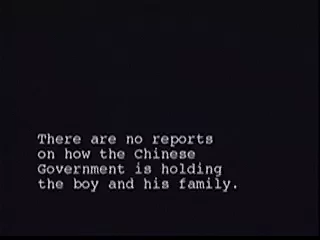 There are no reports
on how the Chinese
Government is holding
the boy and his family.